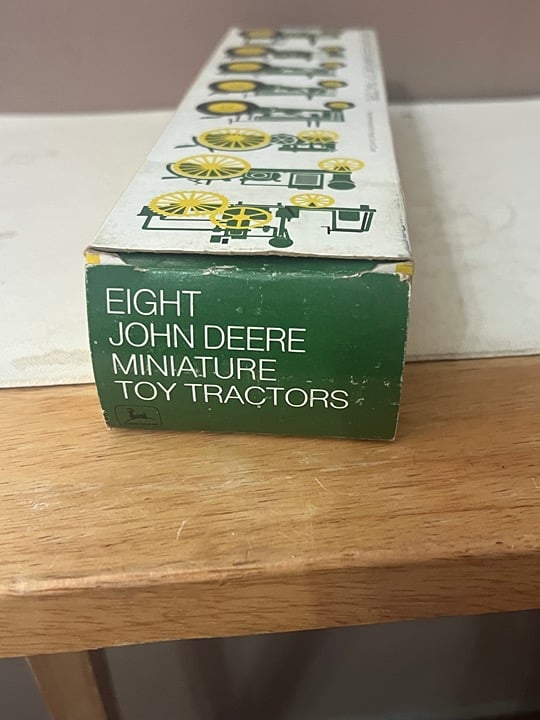 EIGHT
JOHN DEERE
MINIATURE
TOY TRACTORS